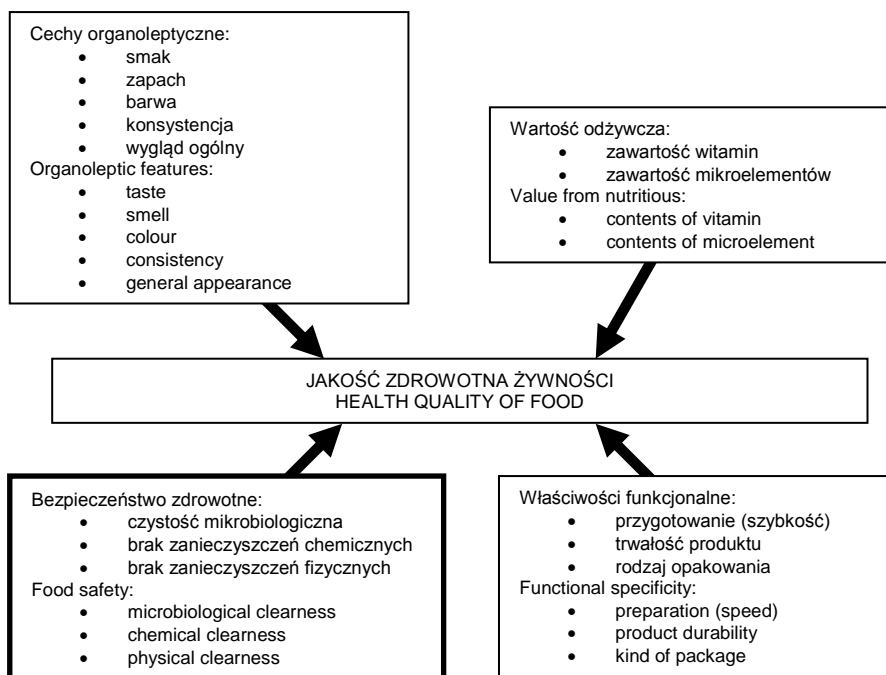 Cechy organoleptyczne:
• smak
• zapach
• barwa
• konsystencja
• wygląd ogólny
Organoleptic features:
• taste
• smell
• colour
• consistency
• general appearance
Wartość odżywcza:
• zawartość witamin
• zawartość mikroelementów
Value from nutritious:
• contents of vitamin
• contents of microelement
JAKOŚĆ ZDROWOTNA ŻYWNOŚCI
HEALTH QUALITY OF FOOD
Bezpieczeństwo zdrowotne:
• czystość mikrobiologiczna
• brak zanieczyszczeń chemicznych
• brak zanieczyszczeń fizycznych
Food safety:
• microbiological clearness
• chemical clearness
• physical clearness
Właściwości funkcjonalne:
• przygotowanie (szybkość)
• trwałość produktu
• rodzaj opakowania
Functional specificity:
• preparation (speed)
• product durability
• kind of package